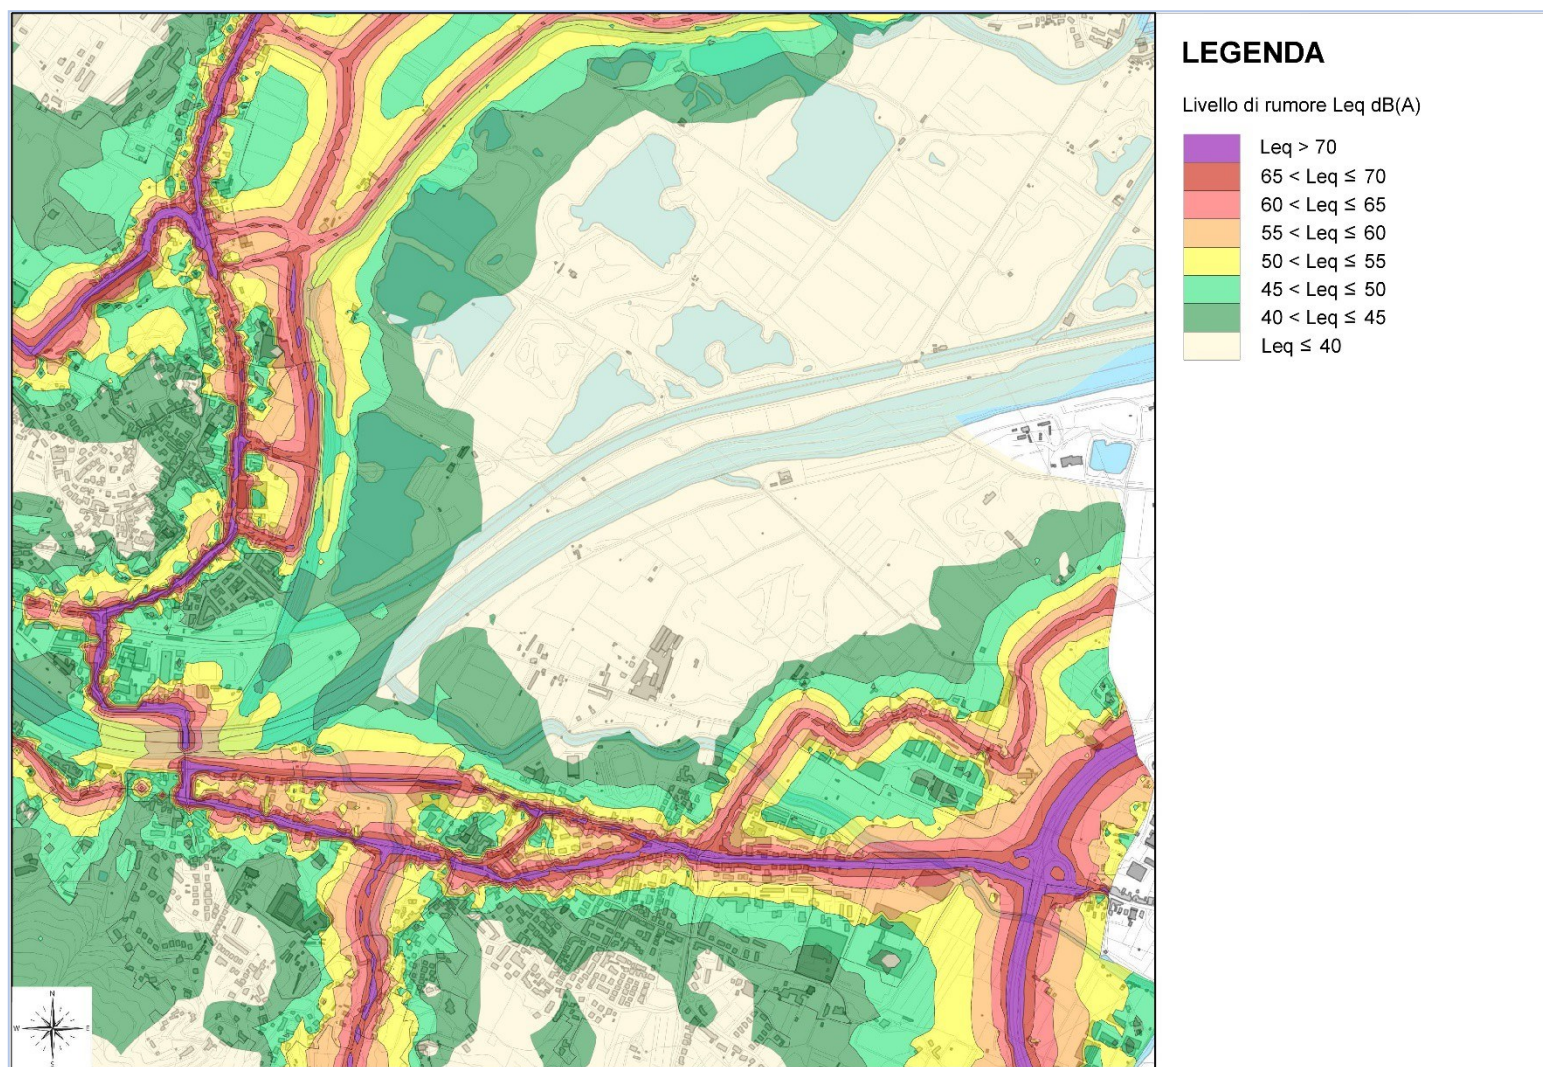 LEGENDA
Livello di rumore Leq dB(A)
Leq > 70
65 < Leq ≤ 70
60 < Leq ≤ 65
55 < Leq ≤ 60
50 < Leq ≤ 55
45 < Leq ≤ 50
40 < Leq ≤ 45
Leq ≤ 40
N
W E
S